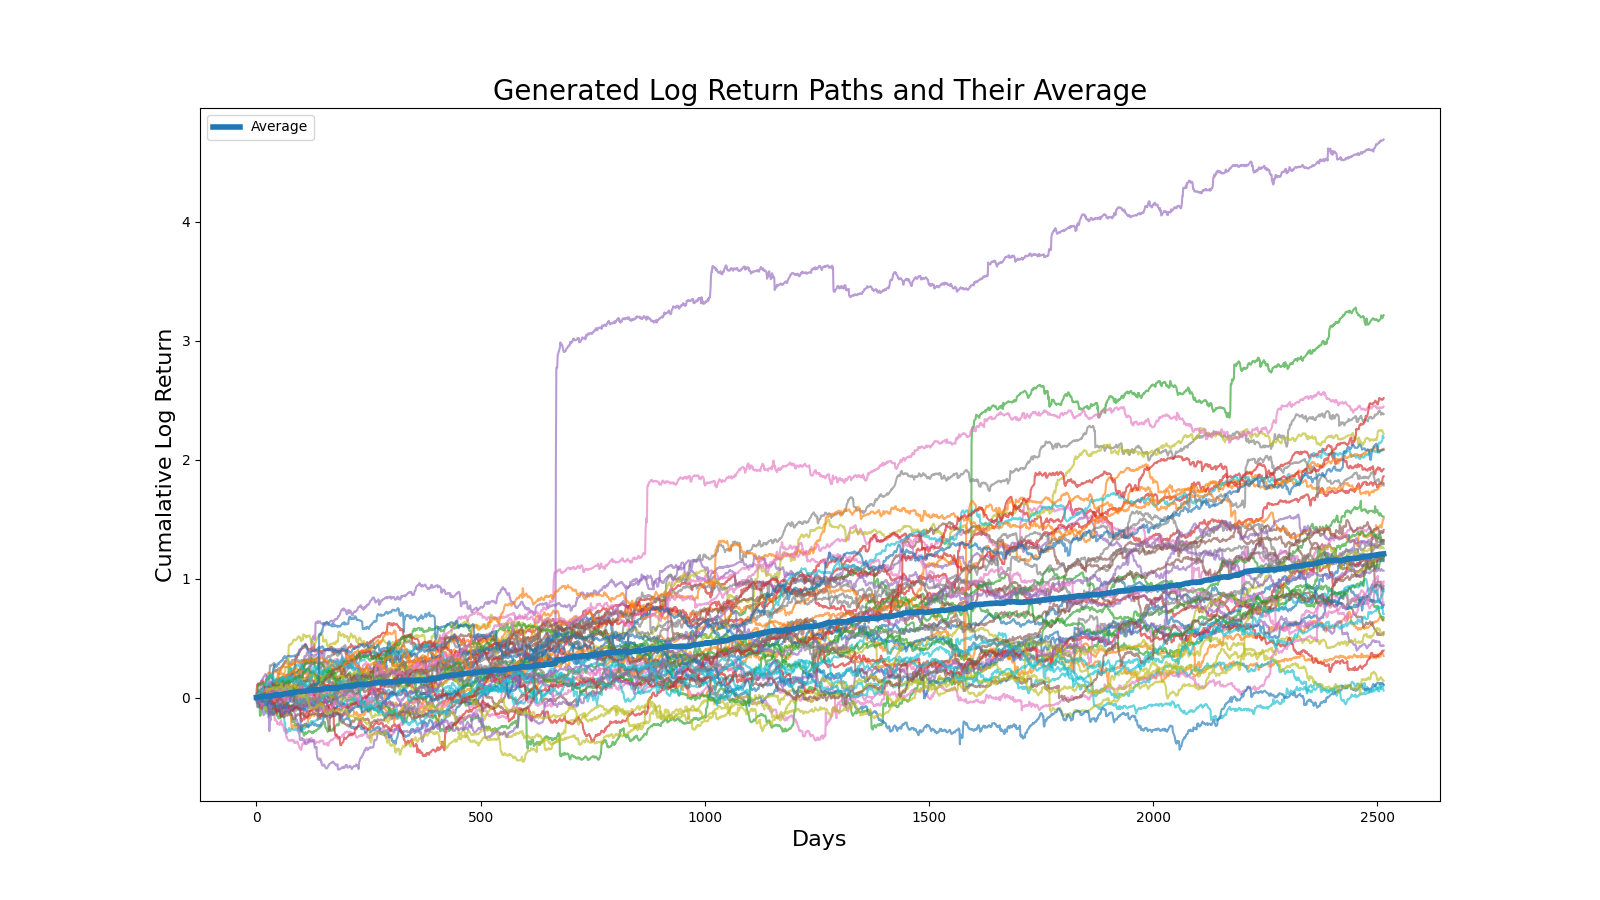 Generated Log Return Paths and Their Average
Average
Cumalative Log Return
4
3
2
1
0
0 500 1000 1500 2000 2500
Days